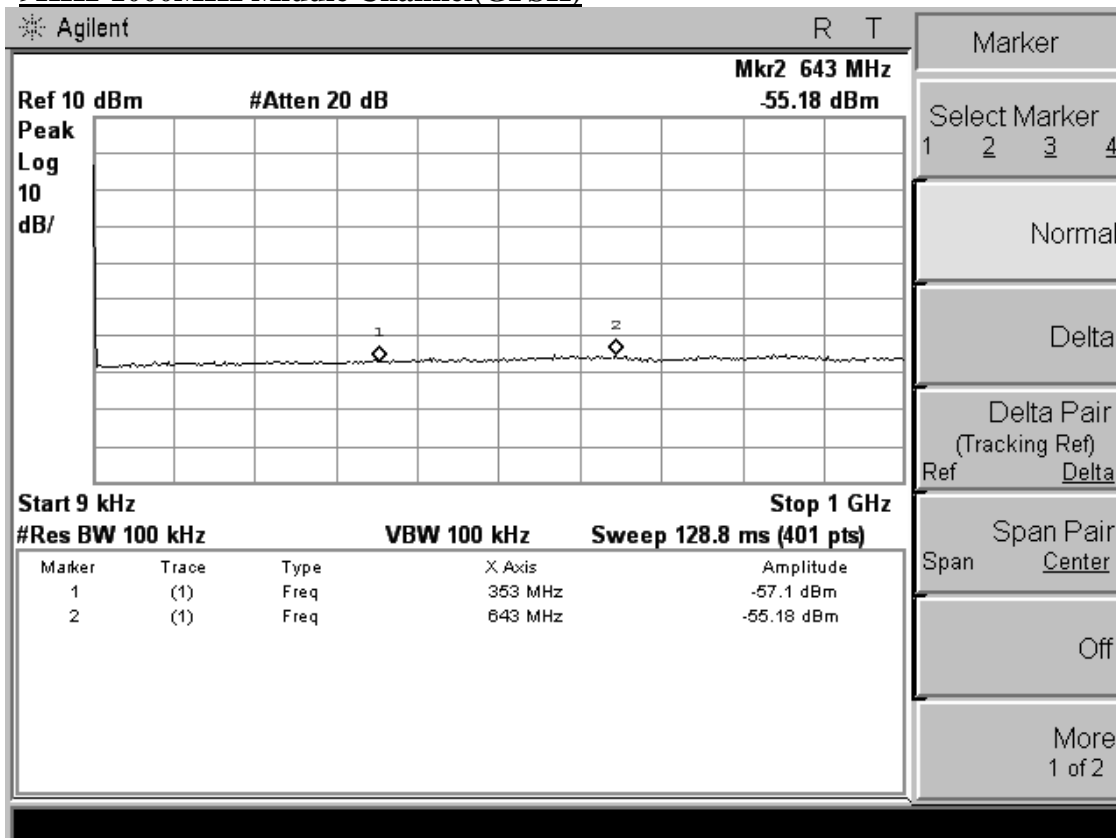 Agilent R T
Mkr2 643 MHz
Ref 10 dBm #Atten 20 dB -55.18 dBm
Peak
Log
10
dB/
1
2
Start 9 kHz Stop 1 GHz
#Res BW 100 kHz VBW 100 kHz Sweep 128.8 ms (401 pts)
Marker Trace Type X Axis Amplitude
1 (1) Freq 353 MHz -57.1 dBm
2 (1) Freq 643 MHz -55.18 dBm
Marker
Select Marker
1 2 3 4
Normal
Delta
Delta Pair
(Tracking Ref)
Ref Delta
Span Pair
Span Center
Off
More
1 of 2